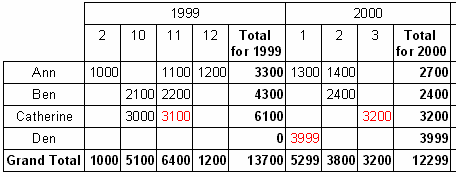 1999 2000
2 10 11 12 Total for 1999 1 2 3 Total for 2000
Ann 1000 1100 1200 3300 1300 1400 2700
Ben 2100 2200 4300 2400 2400
Catherine 3000 3100 6100 3200 3200
Den 0 3999 3999
Grand Total 1000 5100 6400 1200 13700 5299 3800 3200 12299